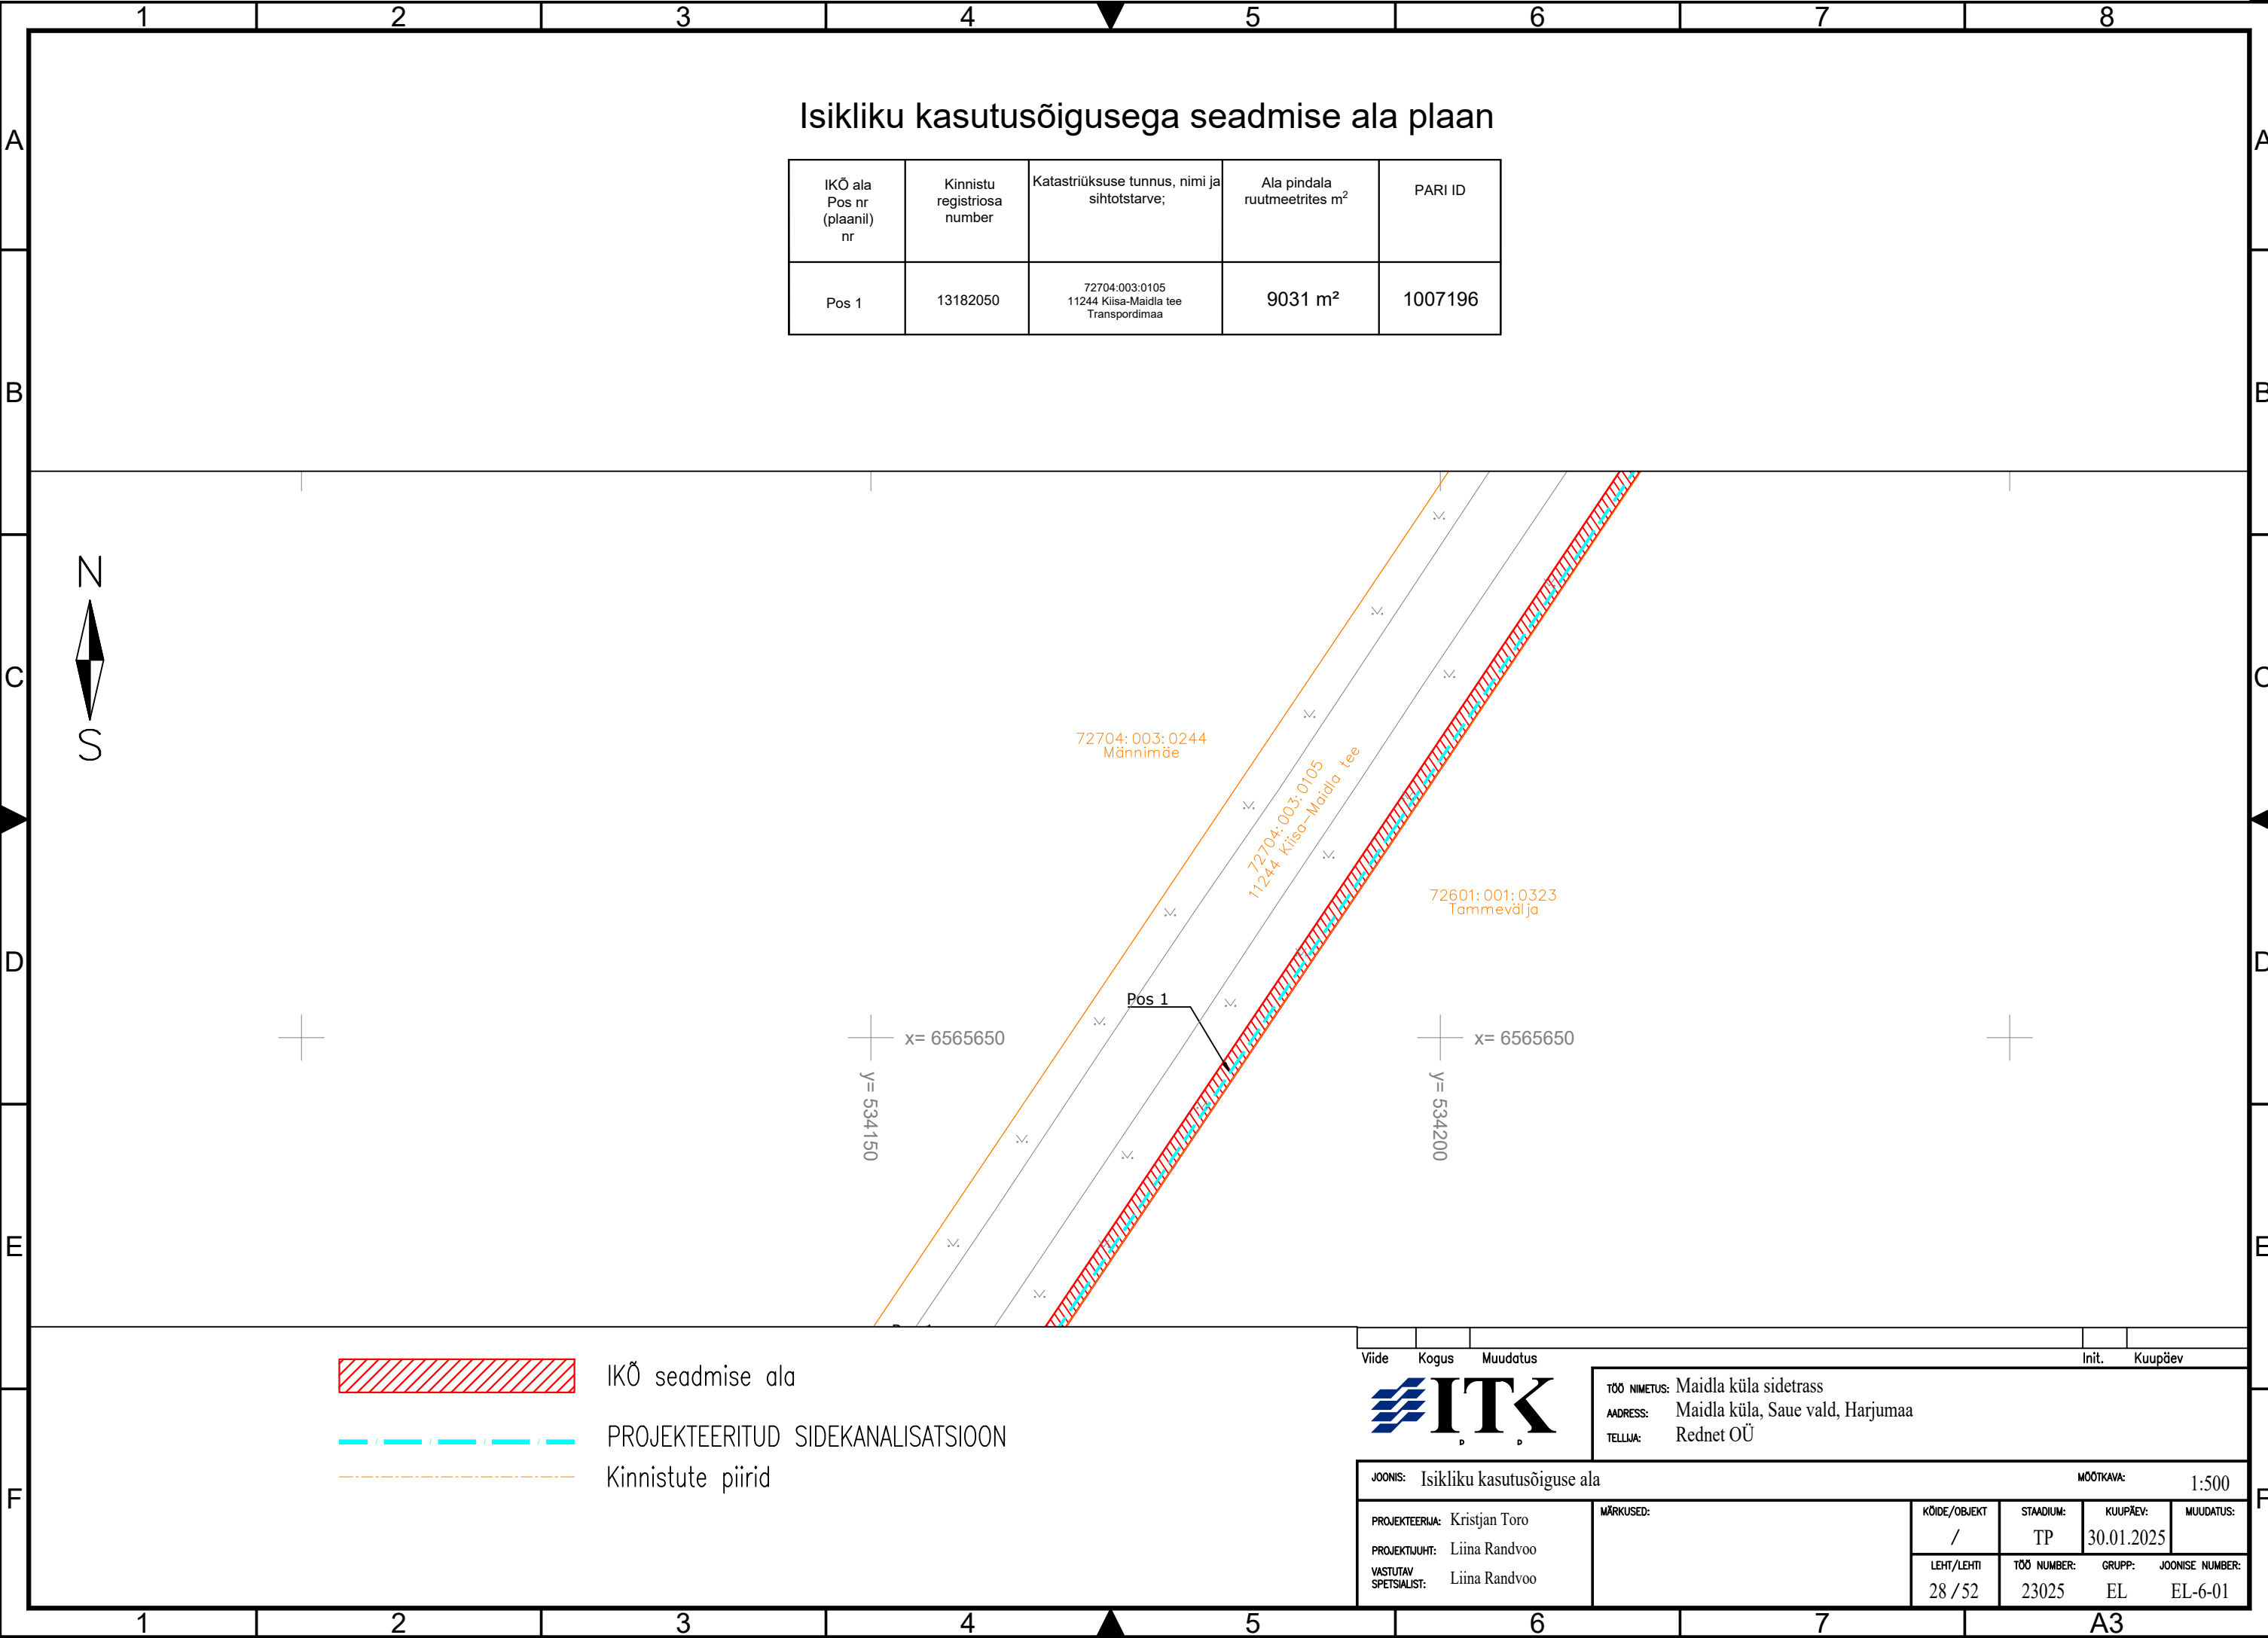 1 2 3 4 5 6 7 8
A A
B B
C C
D D
E E
F F
Isikliku kasutusõigusega seadmise ala plaan
IKÕ ala
Pos nr
(plaanil)
nr
Kinnistu
registriosa
number
Katastriüksuse tunnus, nimi ja
sihtotstarve;
Ala pindala
ruutmeetrites m²
PARI ID
Pos 1
13182050
72704:003:0105
11244 Kiisa-Maidla tee
Transpordimaa
9031 m²
1007196
N
S
72704:003:0244
Männimäe
72704:003:0105
11244 Kiisa-Maidla tee
72601:001:0323
Tammevälja
Pos 1
x= 6565650
y= 534150
x= 6565650
y= 534200
IKÕ seadmise ala
PROJEKTEERITUD SIDEKANALISATSIOON
Kinnistute piirid
Viide Kogus Muudatus Init. Kuupäev
ITK
D D
TÖÖ NIMETUS: Maidla küla sidetrass
AADRESS: Maidla küla, Saue vald, Harjumaa
TELLIJA: Rednet OÜ
JOONIS: Isikliku kasutusõiguse ala
MÕÕTKAVA: 1:500
PROJEKTEERIJA: Kristjan Toro
PROJEKTIJUHT: Liina Randvoo
VASTUTAV
SPETSIALIST: Liina Randvoo
MÄRKUSED:
KÖIDE/OBJEKT STAADIUM: KUUPÄEV: MUUDATUS:
/ TP 30.01.2025
LEHT/LEHTI TÖÖ NUMBER: GRUPP: JOONISE NUMBER:
28 / 52 23025 EL EL-6-01
1 2 3 4 5 6 7 A3